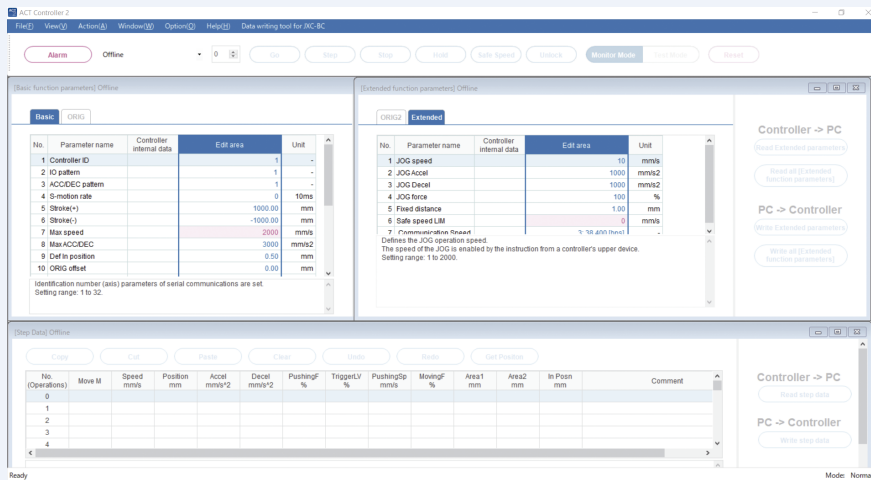 ACT Controller 2
File(F) View(V) Action(A) Window(W) Option(O) Help(H) Data writing tool for JXC-BC
Alarm Offline 0 Go Step Stop Hold Safe Speed Unlock Monitor Mode Test Mode Reset
[Basic function parameters] Offline
Basic ORIG
No. Parameter name Controller internal data Edit area Unit
1 Controller ID 1 -
2 IO pattern 1 -
3 ACC/DEC pattern 1 -
4 S-motion rate 0 10ms
5 Stroke(+) 1000.00 mm
6 Stroke(-) -1000.00 mm
7 Max speed 2000 mm/s
8 Max ACC/DEC 3000 mm/s2
9 Def In position 0.50 mm
10 ORIG offset 0.00 mm
Identification number (axis) parameters of serial communications are set.
Setting range: 1 to 32.
[Extended function parameters] Offline
ORIG2 Extended
No. Parameter name Controller internal data Edit area Unit
1 JOG speed 10 mm/s
2 JOG Accel 1000 mm/s2
3 JOG Decel 1000 mm/s2
4 JOG force 100 %
5 Fixed distance 1.00 mm
6 Safe speed LIM 0 mm/s
7 Communication Speed 3: 38,400 [bps] -
Defines the JOG operation speed.
The speed of the JOG is enabled by the instruction from a controller's upper device.
Setting range: 1 to 2000.
Controller -> PC
Read Extended parameters
Read all [Extended
function parameters]
PC -> Controller
Write Extended parameters
Write all [Extended
function parameters]
[Step Data] Offline
Copy Cut Paste Clear Undo Redo Get Position
No. (Operations) Move M Speed mm/s Position mm Accel mm/s^2 Decel mm/s^2 PushingF % TriggerLV % PushingSp mm/s MovingF % Area1 mm Area2 mm In Posn mm Comment
0
1
2
3
4
Controller -> PC
Read step data
PC -> Controller
Write step data
Ready Mode: Norma